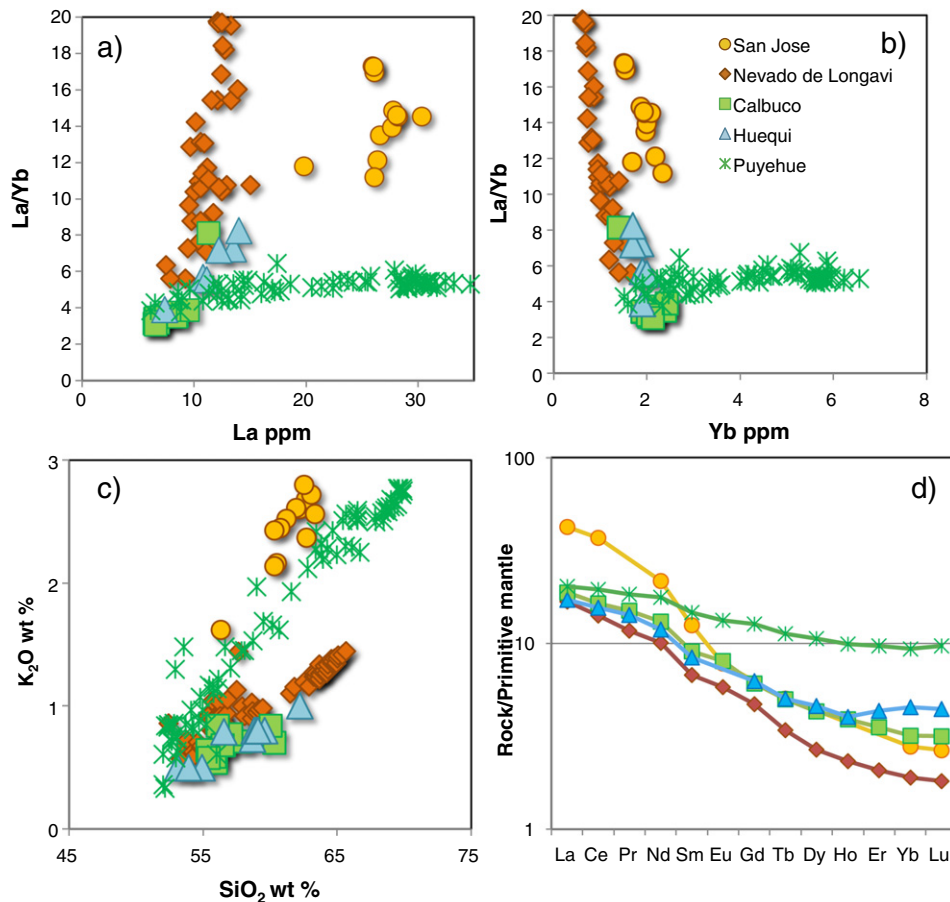 a)
20
18
16
14
12
10
8
6
4
2
0
La/Yb
0 10 20 30
La ppm
b)
San Jose
Nevado de Longavi
Calbuco
Huequi
Puyehue
20
18
16
14
12
10
8
6
4
2
0
La/Yb
0 2 4 6 8
Yb ppm
c)
3
2
1
0
K2O wt %
45 55 65 75
SiO2 wt %
d)
100
10
1
Rock/Primitive mantle
La Ce Pr Nd Sm Eu Gd Tb Dy Ho Er Yb Lu